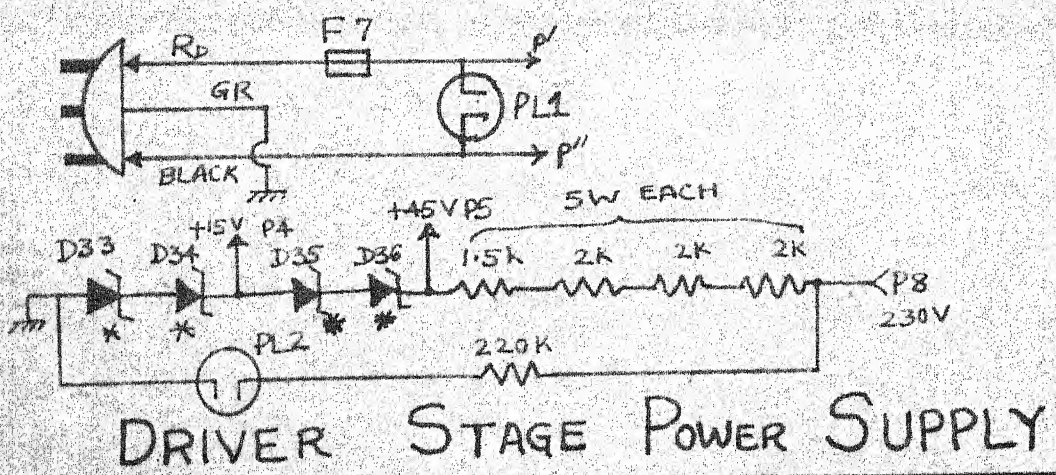 F7
RD
P'
GR
PL1
BLACK
P"
+15V P4
+45V P5
5W EACH
D33
D34
D35
D36
1.5k
2k
2k
2k
*
*
*
*
P8
230V
PL2
220K
DRIVER STAGE POWER SUPPLY